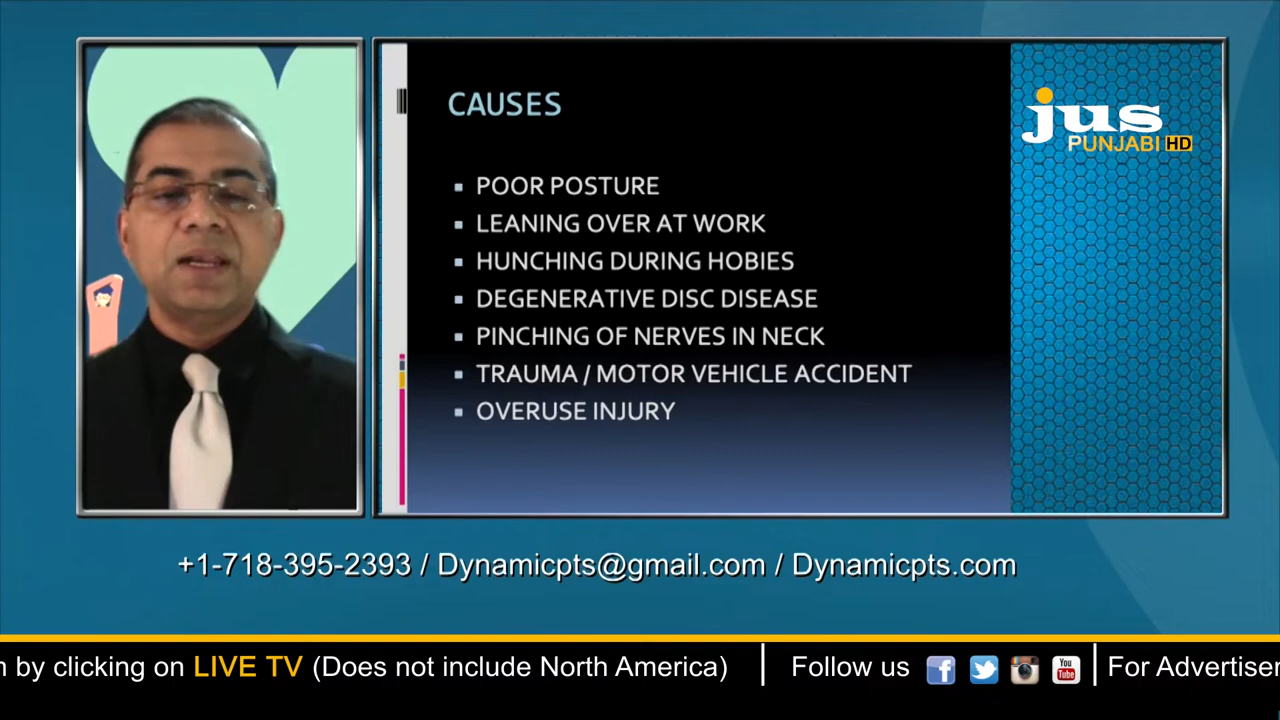 CAUSES
POOR POSTURE
LEANING OVER AT WORK
HUNCHING DURING HOBIES
DEGENERATIVE DISC DISEASE
PINCHING OF NERVES IN NECK
TRAUMA / MOTOR VEHICLE ACCIDENT
OVERUSE INJURY
jus
PUNJABI HD
+1-718-395-2393 / Dynamicpts@gmail.com / Dynamicpts.com
n by clicking on LIVE TV (Does not include North America) Follow us You Tube For Advertiser